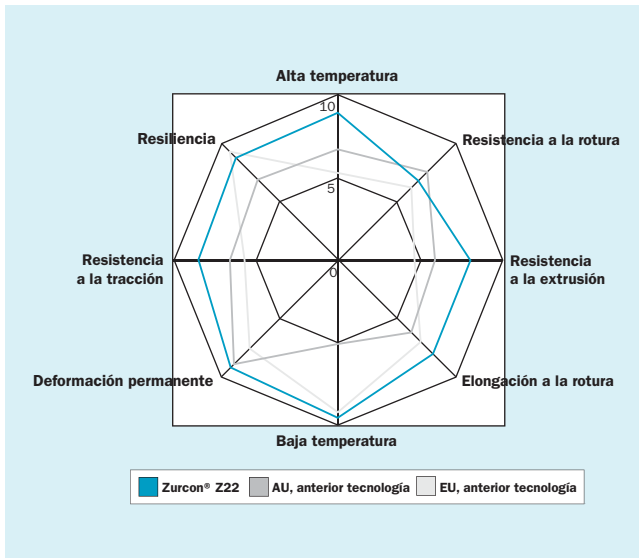 Alta temperatura
10
Resiliencia
Resistencia a la rotura
5
Resistencia
a la tracción
0
Resistencia
a la extrusión
Deformación permanente
Elongación a la rotura
Baja temperatura
Zurcon® Z22
AU, anterior tecnología
EU, anterior tecnología